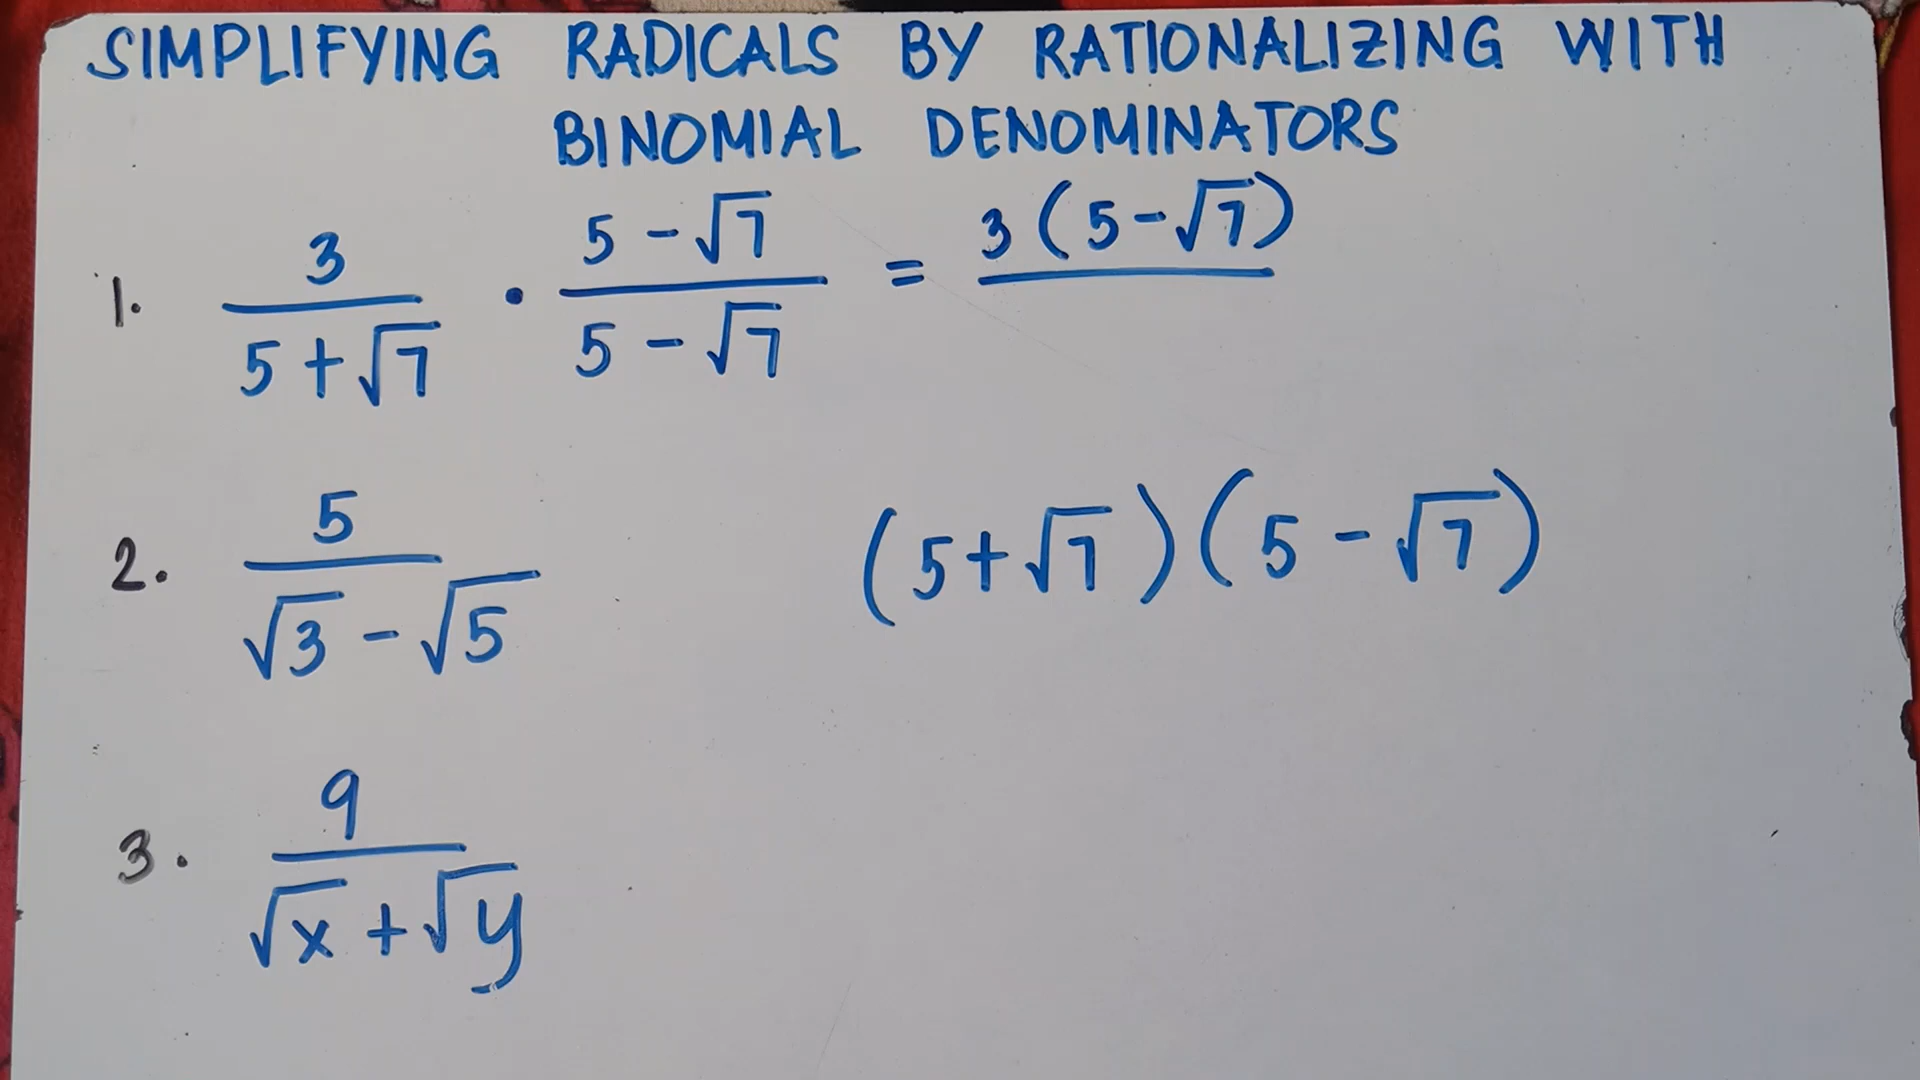 SIMPLIFYING RADICALS BY RATIONALIZING WITH
BINOMIAL DENOMINATORS
1. 3/(5+√7) · (5-√7)/(5-√7) = 3(5-√7)/
2. 5/(√3-√5)
(5+√7)(5-√7)
3. 9/(√x+√y)